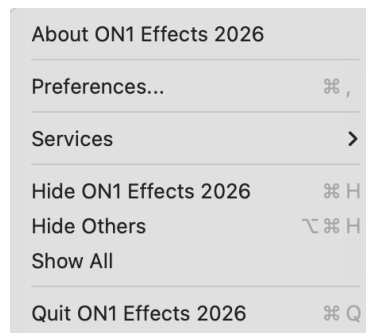 About ON1 Effects 2026
Preferences... ⌘ ,
Services
Hide ON1 Effects 2026 ⌘ H
Hide Others ⌥ ⌘ H
Show All
Quit ON1 Effects 2026 ⌘ Q